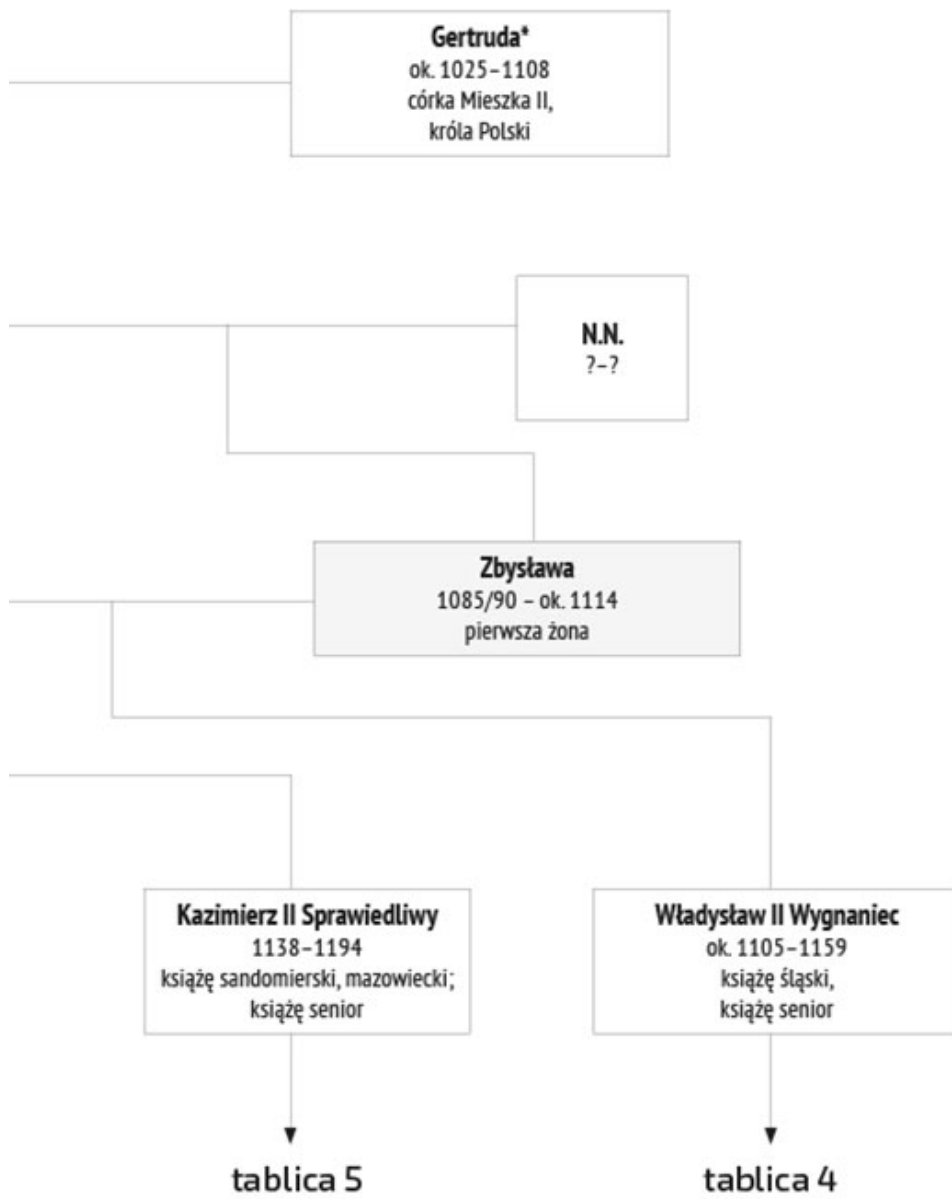 Gertruda*
ok. 1025–1108
córka Mieszka II,
króla Polski
N.N.
?–?
Zbysława
1085/90 – ok. 1114
pierwsza żona
Kazimierz II Sprawiedliwy
1138–1194
książę sandomierski, mazowiecki;
książę senior
Władysław II Wygnaniec
ok. 1105–1159
książę śląski,
książę senior
tablica 5
tablica 4